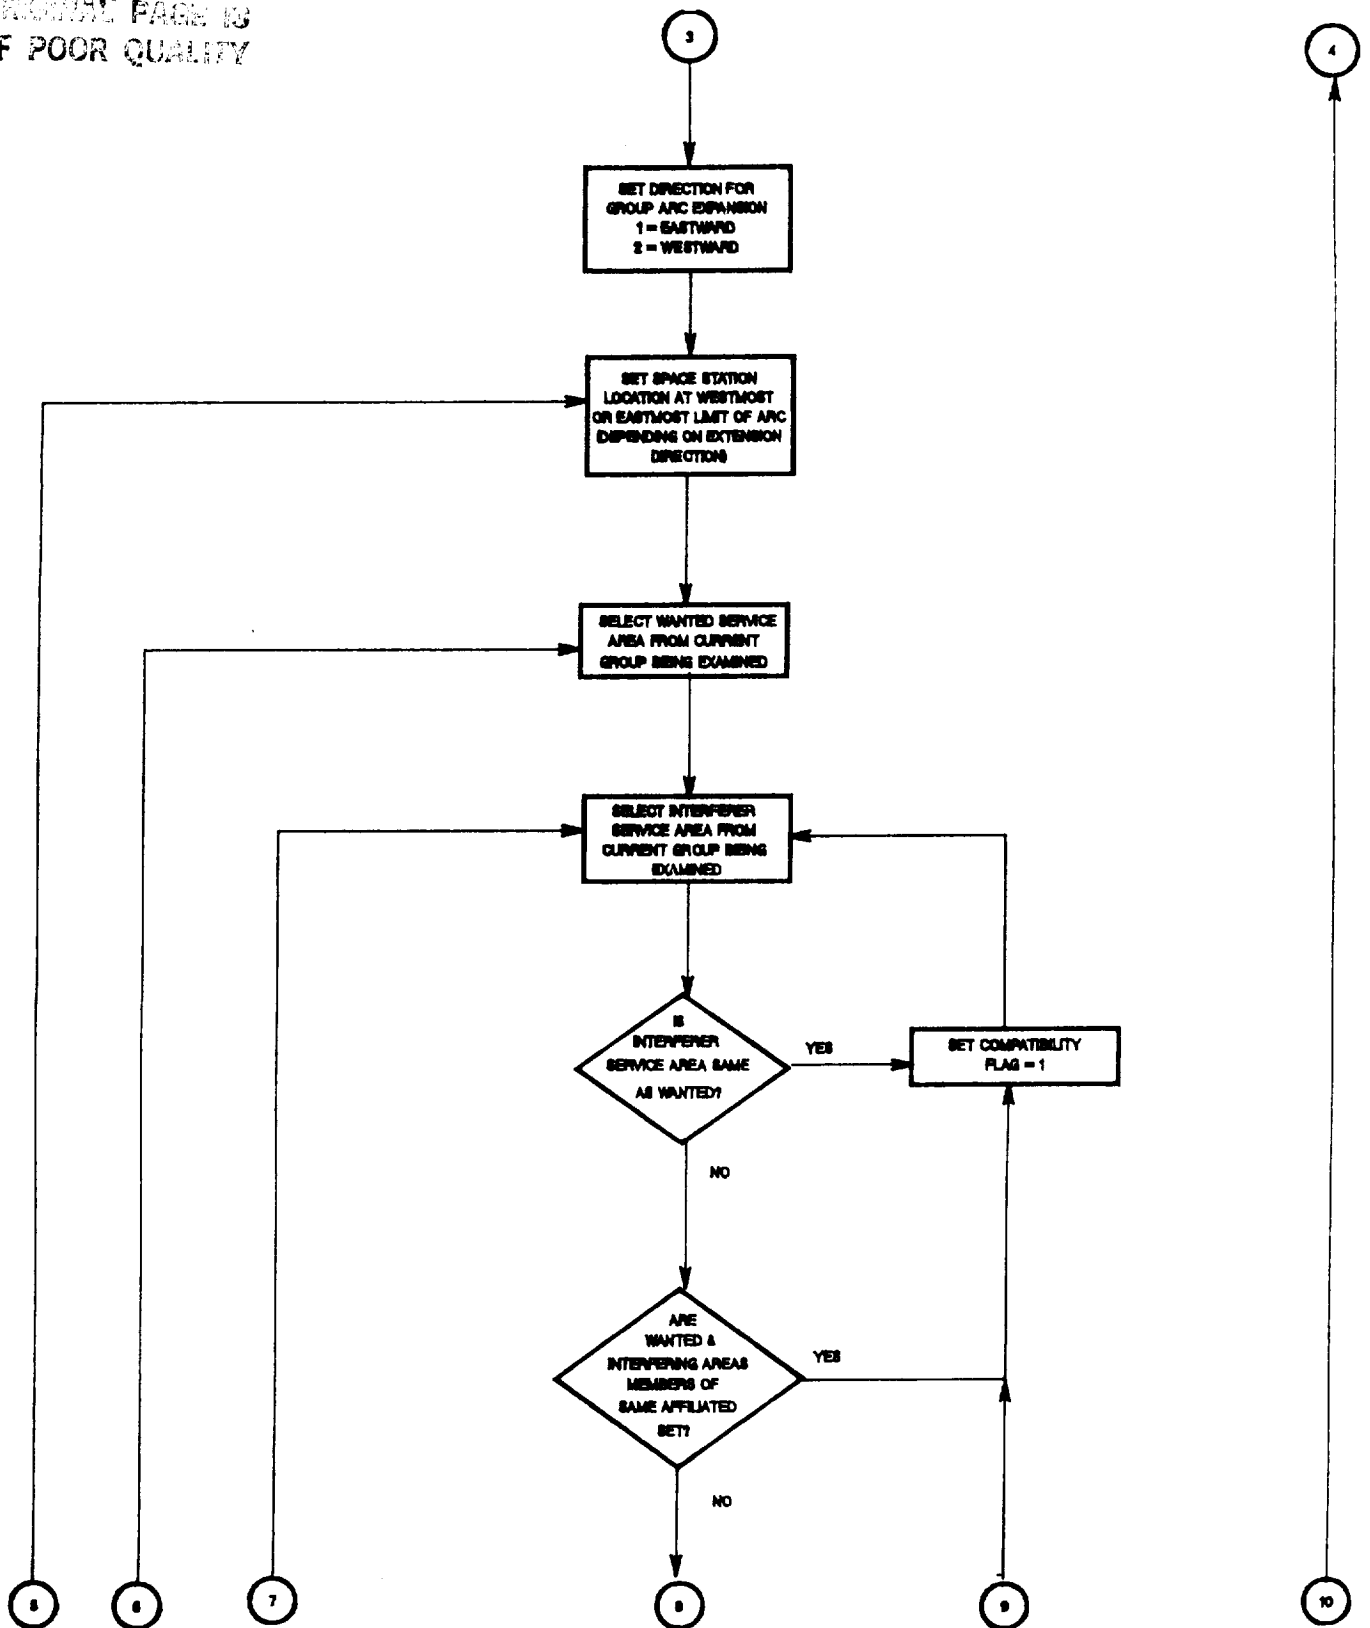 PAGE IS
F POOR QUALITY
3
4
SET DIRECTION FOR
GROUP ARC EXPANSION
1 = EASTWARD
2 = WESTWARD
SET SPACE STATION
LOCATION AT WESTMOST
OR EASTMOST LIMIT OF ARC
(DEPENDING ON EXTENSION
DIRECTION)
SELECT WANTED SERVICE
AREA FROM CURRENT
GROUP BEING EXAMINED
SELECT INTERFERER
SERVICE AREA FROM
CURRENT GROUP BEING
EXAMINED
IS
INTERFERER
SERVICE AREA SAME
AS WANTED?
YES
SET COMPATIBILITY
FLAG = 1
NO
ARE
WANTED &
INTERFERING AREAS
MEMBERS OF
SAME AFFILIATED
SET?
YES
NO
5
6
7
8
9
10